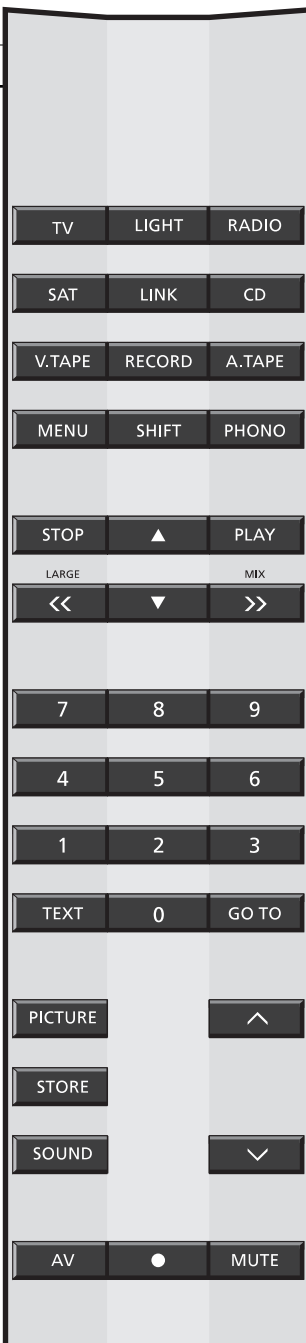 TV LIGHT RADIO
SAT LINK CD
V.TAPE RECORD A.TAPE
MENU SHIFT PHONO
STOP ▲ PLAY
LARGE MIX
<< ▼ >>
7 8 9
4 5 6
1 2 3
TEXT 0 GO TO
PICTURE
STORE
SOUND
AV ● MUTE